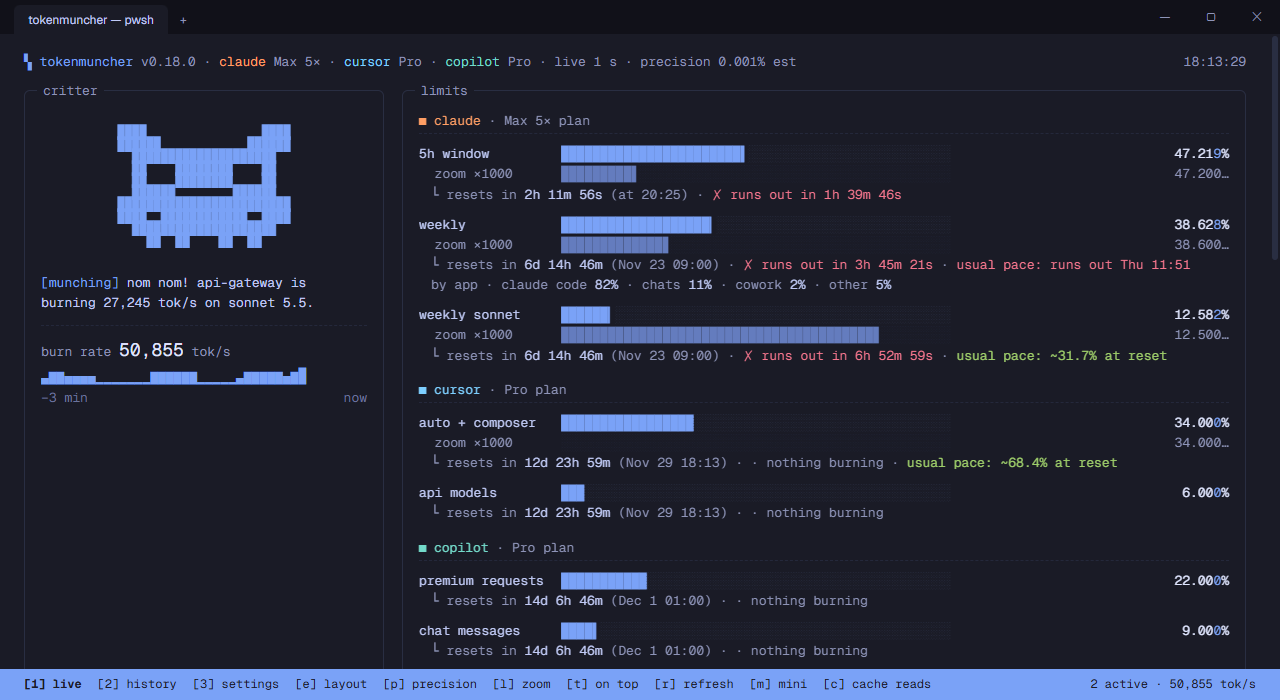 tokenmuncher — pwsh +
tokenmuncher v0.18.0 · claude Max 5× · cursor Pro · copilot Pro · live 1 s · precision 0.001% est 18:13:29
critter
[munching] nom nom! api-gateway is
burning 27,245 tok/s on sonnet 5.5.
burn rate 50,855 tok/s
−3 min now
limits
■ claude · Max 5× plan
5h window 47.219%
zoom ×1000 47.200…
└ resets in 2h 11m 56s (at 20:25) · ✗ runs out in 1h 39m 46s
weekly 38.628%
zoom ×1000 38.600…
└ resets in 6d 14h 46m (Nov 23 09:00) · ✗ runs out in 3h 45m 21s · usual pace: runs out Thu 11:51
by app · claude code 82% · chats 11% · cowork 2% · other 5%
weekly sonnet 12.582%
zoom ×1000 12.500…
└ resets in 6d 14h 46m (Nov 23 09:00) · ✗ runs out in 6h 52m 59s · usual pace: ~31.7% at reset
■ cursor · Pro plan
auto + composer 34.000%
zoom ×1000 34.000…
└ resets in 12d 23h 59m (Nov 29 18:13) · · nothing burning · usual pace: ~68.4% at reset
api models 6.000%
└ resets in 12d 23h 59m (Nov 29 18:13) · · nothing burning
■ copilot · Pro plan
premium requests 22.000%
└ resets in 14d 6h 46m (Dec 1 01:00) · · nothing burning
chat messages 9.000%
└ resets in 14d 6h 46m (Dec 1 01:00) · · nothing burning
[1] live [2] history [3] settings [e] layout [p] precision [l] zoom [t] on top [r] refresh [m] mini [c] cache reads 2 active · 50,855 tok/s